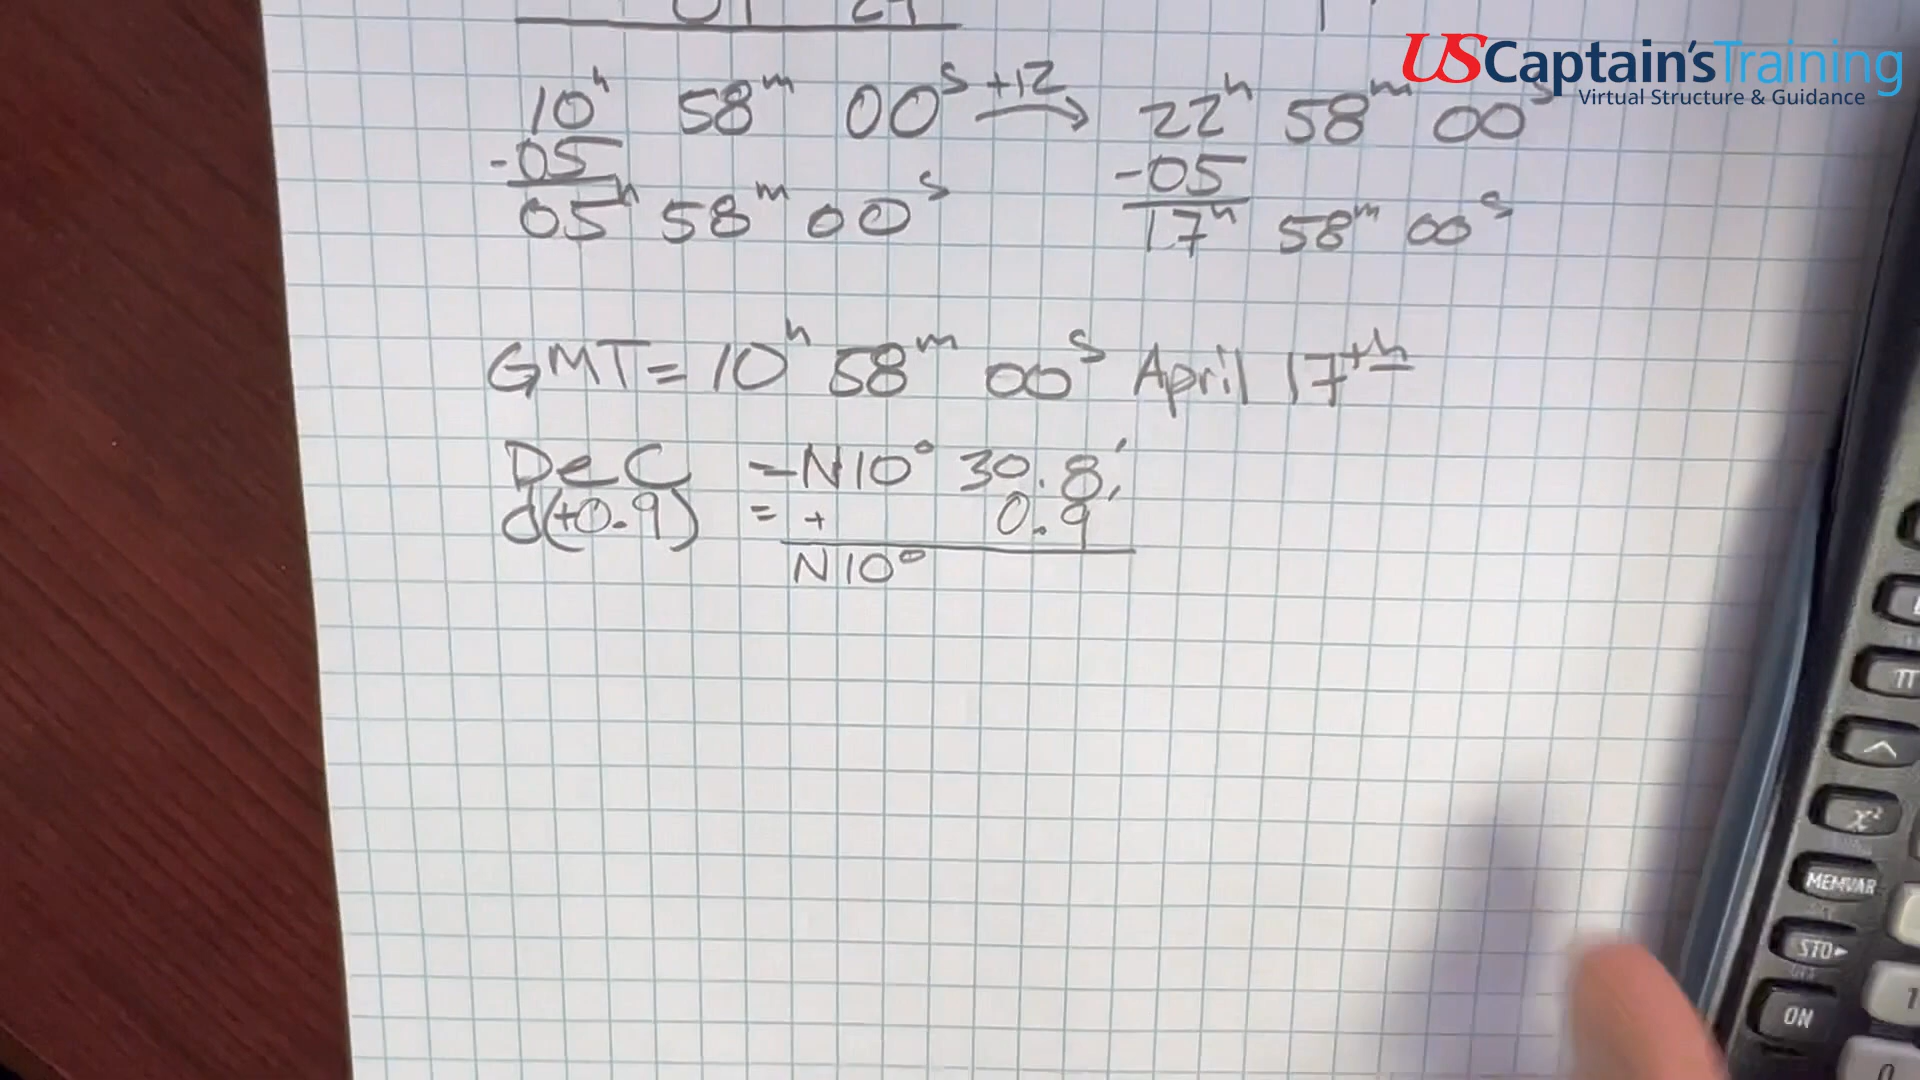 USCaptain'sTraining
Virtual Structure & Guidance
10h 58m 00s +12 → 22h 58m 00s
-05 -05
05h 58m 00s 17h 58m 00s
GMT = 10h 58m 00s April 17th
Dec = N10° 30.8'
d(+0.9) = + 0.9'
N10°
π
^
x²
MEMVAR
STO►
ON
1
0